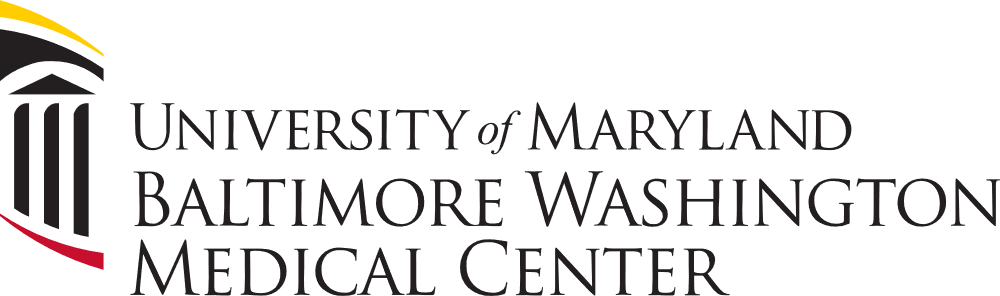 University of Maryland
Baltimore Washington
Medical Center